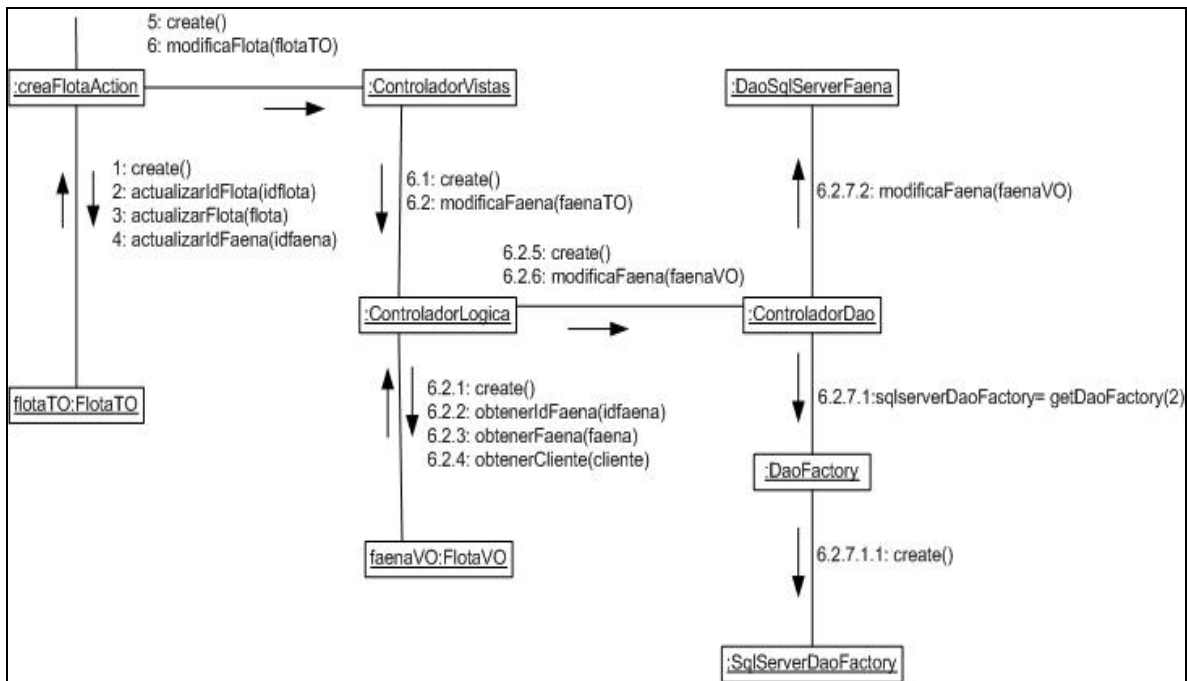 5: create()
6: modificaFlota(flotaTO)
:creaFlotaAction
:ControladorVistas
:DaoSqlServerFaena
1: create()
2: actualizarIdFlota(idflota)
3: actualizarFlota(flota)
4: actualizarIdFaena(idfaena)
6.1: create()
6.2: modificaFaena(faenaTO)
6.2.7.2: modificaFaena(faenaVO)
6.2.5: create()
6.2.6: modificaFaena(faenaVO)
:ControladorLogica
:ControladorDao
flotaTO:FlotaTO
6.2.1: create()
6.2.2: obtenerIdFaena(idfaena)
6.2.3: obtenerFaena(faena)
6.2.4: obtenerCliente(cliente)
6.2.7.1:sqlserverDaoFactory= getDaoFactory(2)
:DaoFactory
faenaVO:FlotaVO
6.2.7.1.1: create()
:SqlServerDaoFactory